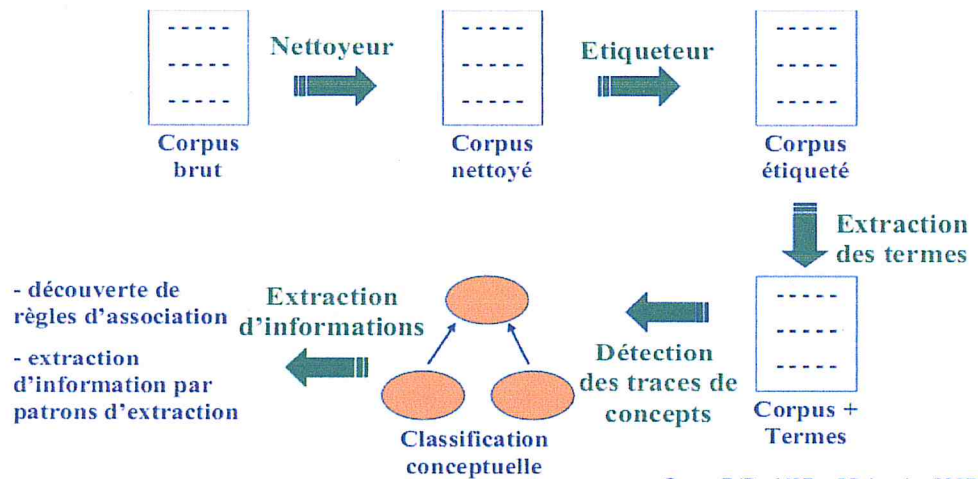 Nettoyeur
Etiqueteur
Corpus
brut
Corpus
nettoyé
Corpus
étiqueté
Extraction
des termes
Corpus +
Termes
Détection
des traces de
concepts
Classification
conceptuelle
Extraction
d'informations
- découverte de
règles d'association
- extraction
d'information par
patrons d'extraction